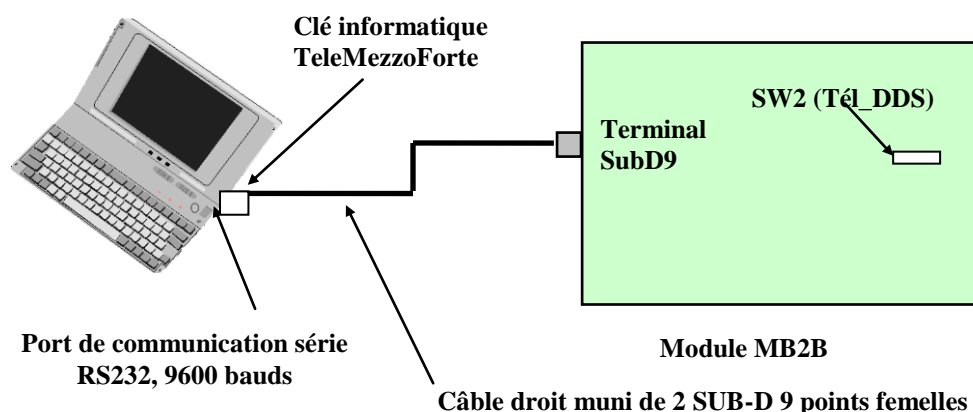 Clé informatique
TeleMezzoForte
SW2 (Tél_DDS)
Terminal
SubD9
Port de communication série
RS232, 9600 bauds
Module MB2B
Câble droit muni de 2 SUB-D 9 points femelles